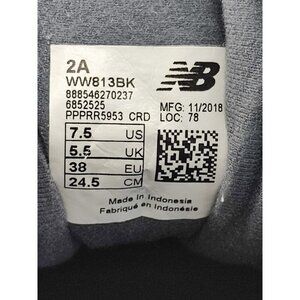 2A
WW813BK
888546270237
6852525
PPPRR5953 CRD
NB
MFG: 11/2018
LOC: 78
7.5 US
5.5 UK
38 EU
24.5 CM
Made in Indonesia
Fabriqué en Indonésie